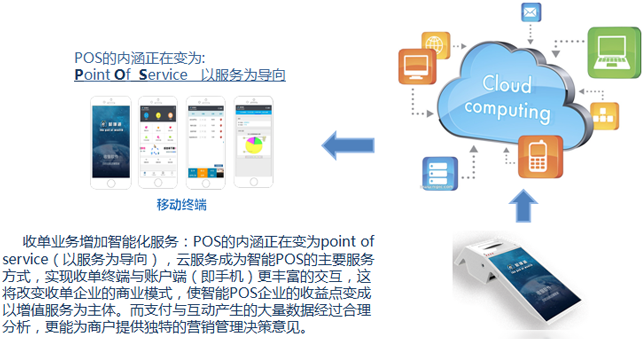 POS的内涵正在变为:
Point Of Service 以服务为导向
Cloud
computing
移动终端
收单业务增加智能化服务：POS的内涵正在变为point of
service（以服务为导向），云服务成为智能POS的主要服务
方式，实现收单终端与账户端（即手机）更丰富的交互，这
将改变收单企业的商业模式，使智能POS企业的收益点变成
以增值服务为主体。而支付与互动产生的大量数据经过合理
分析，更能为商户提供独特的营销管理决策意见。